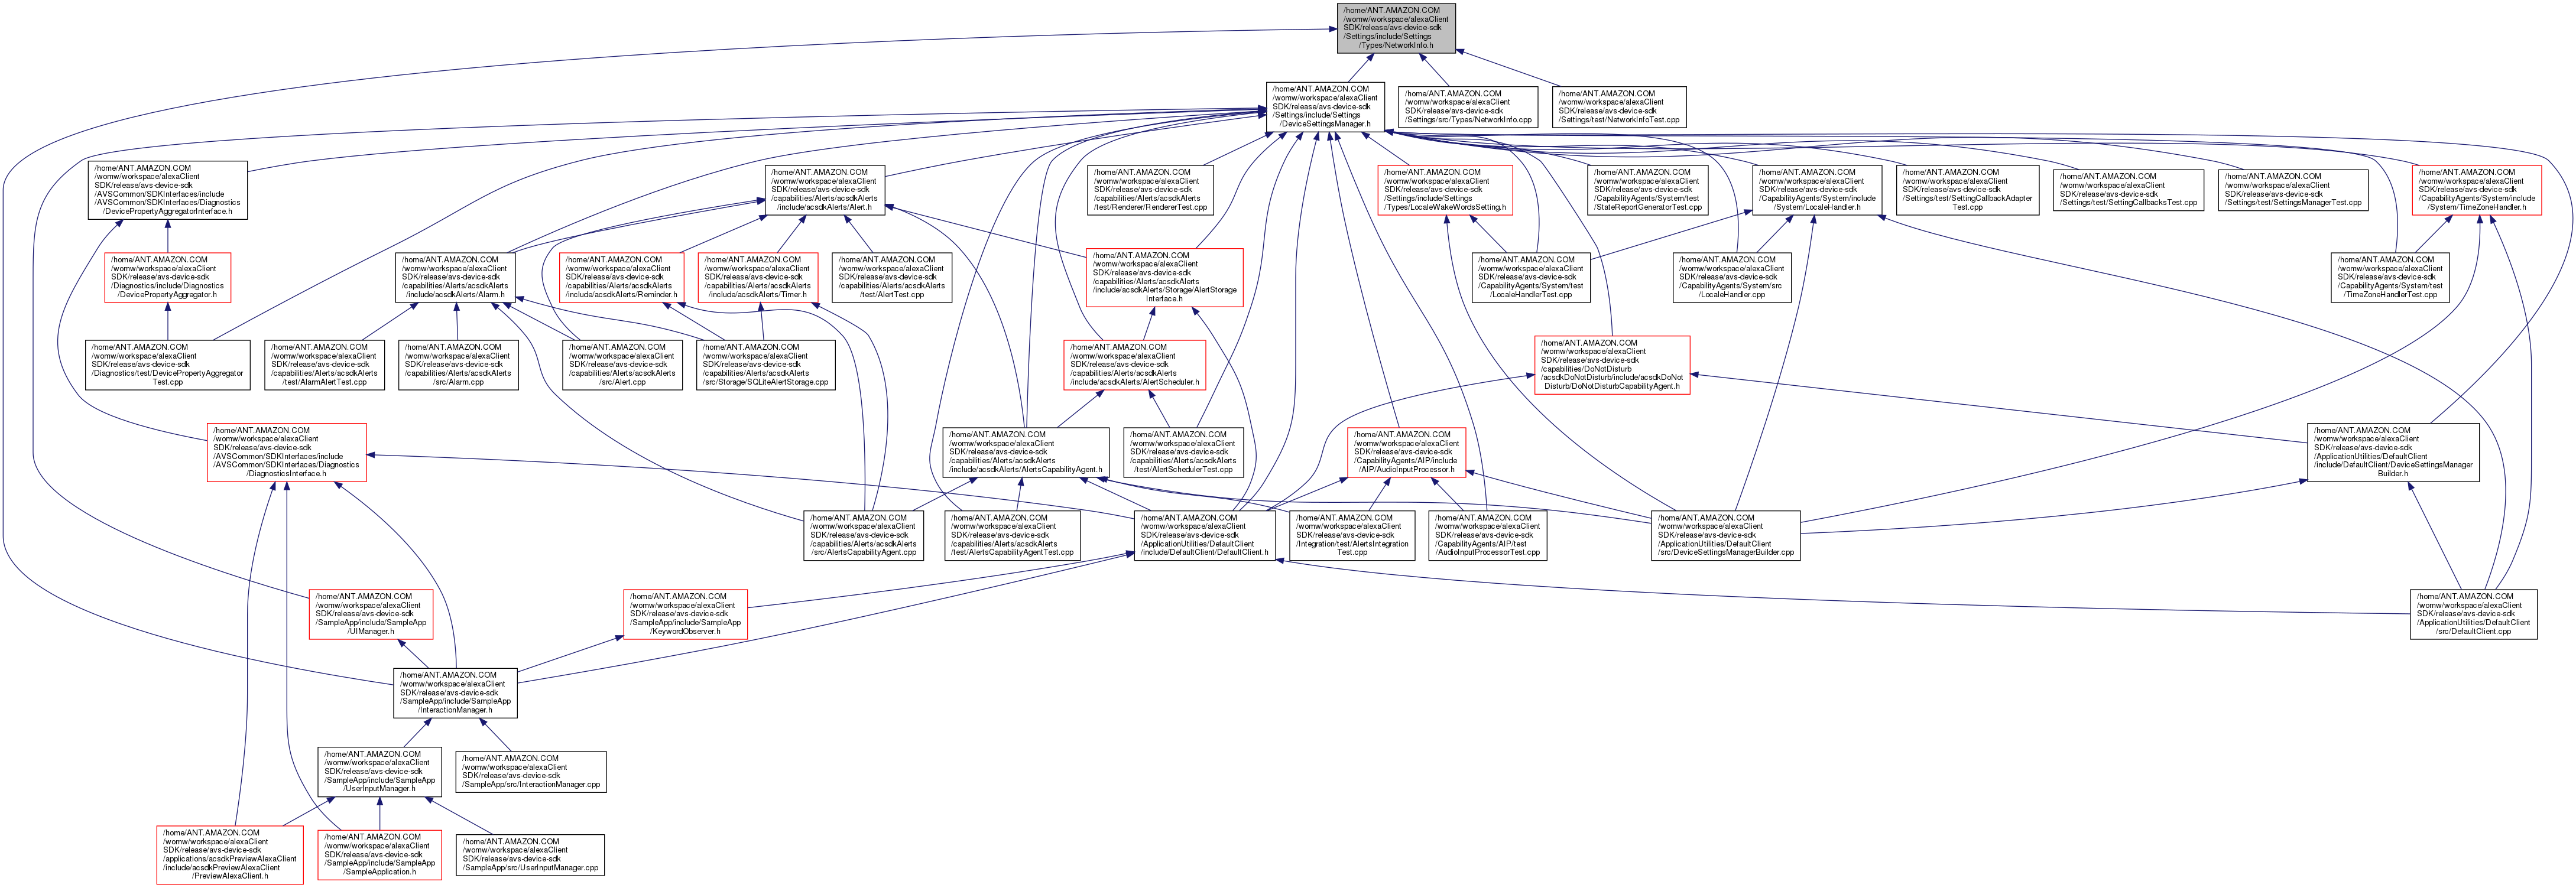 /home/ANT.AMAZON.COM
/womw/workspace/alexaClient
SDK/release/avs-device-sdk
/Settings/include/Settings
/Types/NetworkInfo.h
/home/ANT.AMAZON.COM
/womw/workspace/alexaClient
SDK/release/avs-device-sdk
/Settings/include/Settings
/DeviceSettingsManager.h
/home/ANT.AMAZON.COM
/womw/workspace/alexaClient
SDK/release/avs-device-sdk
/Settings/src/Types/NetworkInfo.cpp
/home/ANT.AMAZON.COM
/womw/workspace/alexaClient
SDK/release/avs-device-sdk
/Settings/test/NetworkInfoTest.cpp
/home/ANT.AMAZON.COM
/womw/workspace/alexaClient
SDK/release/avs-device-sdk
/AVSCommon/SDKInterfaces/include
/AVSCommon/SDKInterfaces/Diagnostics
/DevicePropertyAggregatorInterface.h
/home/ANT.AMAZON.COM
/womw/workspace/alexaClient
SDK/release/avs-device-sdk
/capabilities/Alerts/acsdkAlerts
/include/acsdkAlerts/Alert.h
/home/ANT.AMAZON.COM
/womw/workspace/alexaClient
SDK/release/avs-device-sdk
/capabilities/Alerts/acsdkAlerts
/test/Renderer/RendererTest.cpp
/home/ANT.AMAZON.COM
/womw/workspace/alexaClient
SDK/release/avs-device-sdk
/Settings/include/Settings
/Types/LocaleWakeWordsSetting.h
/home/ANT.AMAZON.COM
/womw/workspace/alexaClient
SDK/release/avs-device-sdk
/CapabilityAgents/System/test
/StateReportGeneratorTest.cpp
/home/ANT.AMAZON.COM
/womw/workspace/alexaClient
SDK/release/avs-device-sdk
/CapabilityAgents/System/include
/System/LocaleHandler.h
/home/ANT.AMAZON.COM
/womw/workspace/alexaClient
SDK/release/avs-device-sdk
/Settings/test/SettingCallbackAdapter
Test.cpp
/home/ANT.AMAZON.COM
/womw/workspace/alexaClient
SDK/release/avs-device-sdk
/Settings/test/SettingCallbacksTest.cpp
/home/ANT.AMAZON.COM
/womw/workspace/alexaClient
SDK/release/avs-device-sdk
/Settings/test/SettingsManagerTest.cpp
/home/ANT.AMAZON.COM
/womw/workspace/alexaClient
SDK/release/avs-device-sdk
/CapabilityAgents/System/include
/System/TimeZoneHandler.h
/home/ANT.AMAZON.COM
/womw/workspace/alexaClient
SDK/release/avs-device-sdk
/Diagnostics/include/Diagnostics
/DevicePropertyAggregator.h
/home/ANT.AMAZON.COM
/womw/workspace/alexaClient
SDK/release/avs-device-sdk
/capabilities/Alerts/acsdkAlerts
/include/acsdkAlerts/Alarm.h
/home/ANT.AMAZON.COM
/womw/workspace/alexaClient
SDK/release/avs-device-sdk
/capabilities/Alerts/acsdkAlerts
/include/acsdkAlerts/Reminder.h
/home/ANT.AMAZON.COM
/womw/workspace/alexaClient
SDK/release/avs-device-sdk
/capabilities/Alerts/acsdkAlerts
/include/acsdkAlerts/Timer.h
/home/ANT.AMAZON.COM
/womw/workspace/alexaClient
SDK/release/avs-device-sdk
/capabilities/Alerts/acsdkAlerts
/test/AlertTest.cpp
/home/ANT.AMAZON.COM
/womw/workspace/alexaClient
SDK/release/avs-device-sdk
/capabilities/Alerts/acsdkAlerts
/include/acsdkAlerts/Storage/AlertStorage
Interface.h
/home/ANT.AMAZON.COM
/womw/workspace/alexaClient
SDK/release/avs-device-sdk
/CapabilityAgents/System/test
/LocaleHandlerTest.cpp
/home/ANT.AMAZON.COM
/womw/workspace/alexaClient
SDK/release/avs-device-sdk
/CapabilityAgents/System/src
/LocaleHandler.cpp
/home/ANT.AMAZON.COM
/womw/workspace/alexaClient
SDK/release/avs-device-sdk
/CapabilityAgents/System/test
/TimeZoneHandlerTest.cpp
/home/ANT.AMAZON.COM
/womw/workspace/alexaClient
SDK/release/avs-device-sdk
/Diagnostics/test/DevicePropertyAggregator
Test.cpp
/home/ANT.AMAZON.COM
/womw/workspace/alexaClient
SDK/release/avs-device-sdk
/capabilities/Alerts/acsdkAlerts
/test/AlarmAlertTest.cpp
/home/ANT.AMAZON.COM
/womw/workspace/alexaClient
SDK/release/avs-device-sdk
/capabilities/Alerts/acsdkAlerts
/src/Alarm.cpp
/home/ANT.AMAZON.COM
/womw/workspace/alexaClient
SDK/release/avs-device-sdk
/capabilities/Alerts/acsdkAlerts
/src/Alert.cpp
/home/ANT.AMAZON.COM
/womw/workspace/alexaClient
SDK/release/avs-device-sdk
/capabilities/Alerts/acsdkAlerts
/src/Storage/SQLiteAlertStorage.cpp
/home/ANT.AMAZON.COM
/womw/workspace/alexaClient
SDK/release/avs-device-sdk
/capabilities/Alerts/acsdkAlerts
/include/acsdkAlerts/AlertScheduler.h
/home/ANT.AMAZON.COM
/womw/workspace/alexaClient
SDK/release/avs-device-sdk
/capabilities/DoNotDisturb
/acsdkDoNotDisturb/include/acsdkDoNot
Disturb/DoNotDisturbCapabilityAgent.h
/home/ANT.AMAZON.COM
/womw/workspace/alexaClient
SDK/release/avs-device-sdk
/AVSCommon/SDKInterfaces/include
/AVSCommon/SDKInterfaces/Diagnostics
/DiagnosticsInterface.h
/home/ANT.AMAZON.COM
/womw/workspace/alexaClient
SDK/release/avs-device-sdk
/capabilities/Alerts/acsdkAlerts
/include/acsdkAlerts/AlertsCapabilityAgent.h
/home/ANT.AMAZON.COM
/womw/workspace/alexaClient
SDK/release/avs-device-sdk
/capabilities/Alerts/acsdkAlerts
/test/AlertSchedulerTest.cpp
/home/ANT.AMAZON.COM
/womw/workspace/alexaClient
SDK/release/avs-device-sdk
/CapabilityAgents/AIP/include
/AIP/AudioInputProcessor.h
/home/ANT.AMAZON.COM
/womw/workspace/alexaClient
SDK/release/avs-device-sdk
/ApplicationUtilities/DefaultClient
/include/DefaultClient/DeviceSettingsManager
Builder.h
/home/ANT.AMAZON.COM
/womw/workspace/alexaClient
SDK/release/avs-device-sdk
/capabilities/Alerts/acsdkAlerts
/src/AlertsCapabilityAgent.cpp
/home/ANT.AMAZON.COM
/womw/workspace/alexaClient
SDK/release/avs-device-sdk
/capabilities/Alerts/acsdkAlerts
/test/AlertsCapabilityAgentTest.cpp
/home/ANT.AMAZON.COM
/womw/workspace/alexaClient
SDK/release/avs-device-sdk
/ApplicationUtilities/DefaultClient
/include/DefaultClient/DefaultClient.h
/home/ANT.AMAZON.COM
/womw/workspace/alexaClient
SDK/release/avs-device-sdk
/Integration/test/AlertsIntegration
Test.cpp
/home/ANT.AMAZON.COM
/womw/workspace/alexaClient
SDK/release/avs-device-sdk
/CapabilityAgents/AIP/test
/AudioInputProcessorTest.cpp
/home/ANT.AMAZON.COM
/womw/workspace/alexaClient
SDK/release/avs-device-sdk
/ApplicationUtilities/DefaultClient
/src/DeviceSettingsManagerBuilder.cpp
/home/ANT.AMAZON.COM
/womw/workspace/alexaClient
SDK/release/avs-device-sdk
/SampleApp/include/SampleApp
/UIManager.h
/home/ANT.AMAZON.COM
/womw/workspace/alexaClient
SDK/release/avs-device-sdk
/SampleApp/include/SampleApp
/KeywordObserver.h
/home/ANT.AMAZON.COM
/womw/workspace/alexaClient
SDK/release/avs-device-sdk
/ApplicationUtilities/DefaultClient
/src/DefaultClient.cpp
/home/ANT.AMAZON.COM
/womw/workspace/alexaClient
SDK/release/avs-device-sdk
/SampleApp/include/SampleApp
/InteractionManager.h
/home/ANT.AMAZON.COM
/womw/workspace/alexaClient
SDK/release/avs-device-sdk
/SampleApp/include/SampleApp
/UserInputManager.h
/home/ANT.AMAZON.COM
/womw/workspace/alexaClient
SDK/release/avs-device-sdk
/SampleApp/src/InteractionManager.cpp
/home/ANT.AMAZON.COM
/womw/workspace/alexaClient
SDK/release/avs-device-sdk
/applications/acsdkPreviewAlexaClient
/include/acsdkPreviewAlexaClient
/PreviewAlexaClient.h
/home/ANT.AMAZON.COM
/womw/workspace/alexaClient
SDK/release/avs-device-sdk
/SampleApp/include/SampleApp
/SampleApplication.h
/home/ANT.AMAZON.COM
/womw/workspace/alexaClient
SDK/release/avs-device-sdk
/SampleApp/src/UserInputManager.cpp